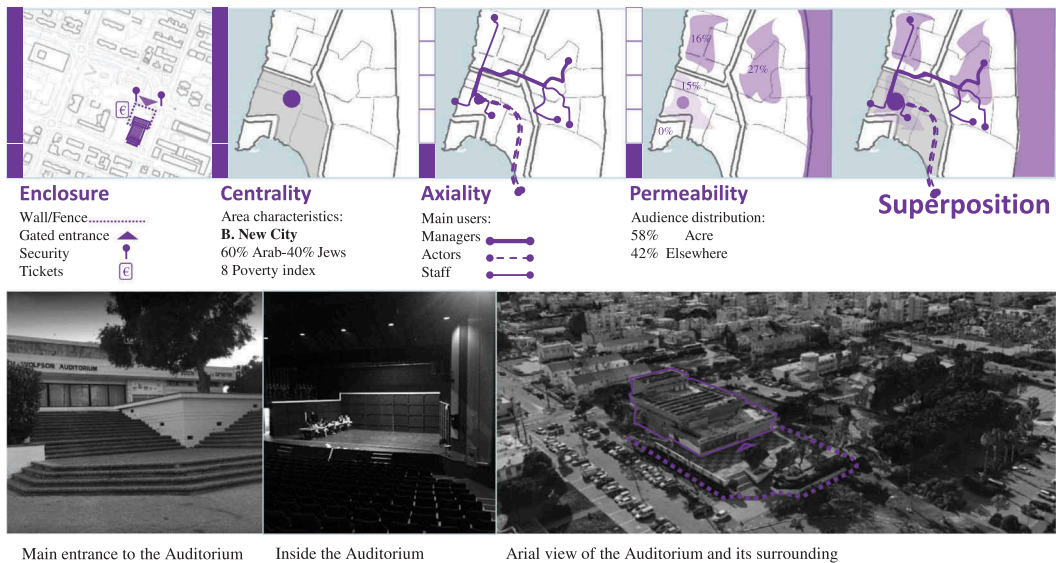 16%
27%
15%
0%
€
Enclosure
Wall/Fence
Gated entrance
Security
Tickets €
Centrality
Area characteristics:
B. New City
60% Arab-40% Jews
8 Poverty index
Axiality
Main users:
Managers
Actors
Staff
Permeability
Audience distribution:
58% Acre
42% Elsewhere
Superposition
WOLFSON AUDITORIUM
Main entrance to the Auditorium
Inside the Auditorium
Arial view of the Auditorium and its surrounding